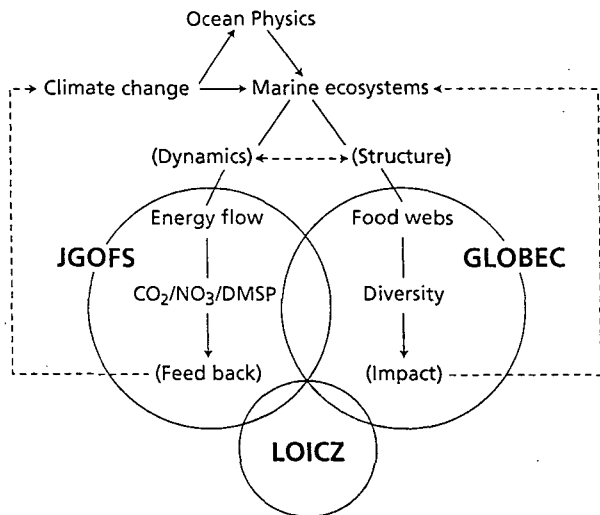 Ocean Physics
Climate change
Marine ecosystems
(Dynamics)
(Structure)
Energy flow
Food webs
JGOFS
GLOBEC
CO₂/NO₃/DMSP
Diversity
(Feed back)
(Impact)
LOICZ